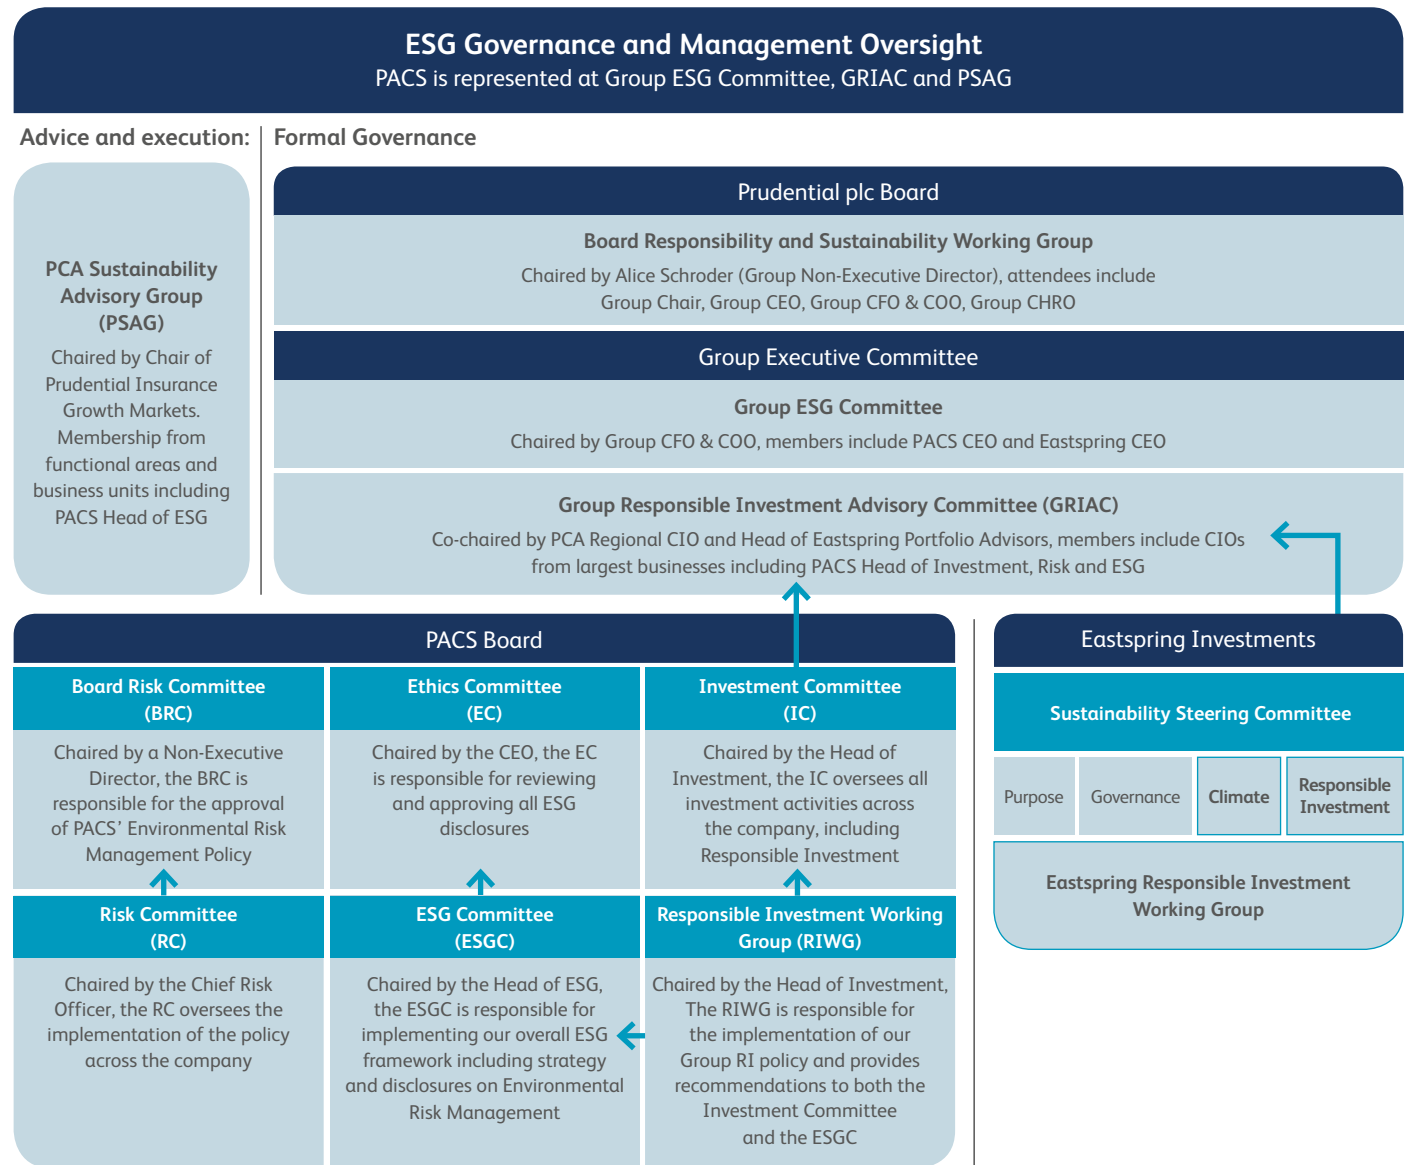 ESG Governance and Management Oversight
PACS is represented at Group ESG Committee, GRIAC and PSAG
Advice and execution:
Formal Governance
PCA Sustainability
Advisory Group
(PSAG)
Chaired by Chair of
Prudential Insurance
Growth Markets.
Membership from
functional areas and
business units including
PACS Head of ESG
Prudential plc Board
Board Responsibility and Sustainability Working Group
Chaired by Alice Schroder (Group Non-Executive Director), attendees include
Group Chair, Group CEO, Group CFO & COO, Group CHRO
Group Executive Committee
Group ESG Committee
Chaired by Group CFO & COO, members include PACS CEO and Eastspring CEO
Group Responsible Investment Advisory Committee (GRIAC)
Co-chaired by PCA Regional CIO and Head of Eastspring Portfolio Advisors, members include CIOs
from largest businesses including PACS Head of Investment, Risk and ESG
PACS Board
Board Risk Committee
(BRC)
Chaired by a Non-Executive
Director, the BRC is
responsible for the approval
of PACS’ Environmental Risk
Management Policy
Ethics Committee
(EC)
Chaired by the CEO, the EC
is responsible for reviewing
and approving all ESG
disclosures
Investment Committee
(IC)
Chaired by the Head of
Investment, the IC oversees all
investment activities across
the company, including
Responsible Investment
Risk Committee
(RC)
Chaired by the Chief Risk
Officer, the RC oversees the
implementation of the policy
across the company
ESG Committee
(ESGC)
Chaired by the Head of ESG,
the ESGC is responsible for
implementing our overall ESG
framework including strategy
and disclosures on Environmental
Risk Management
Responsible Investment Working
Group (RIWG)
Chaired by the Head of Investment,
The RIWG is responsible for
the implementation of our
Group RI policy and provides
recommendations to both the
Investment Committee
and the ESGC
Eastspring Investments
Sustainability Steering Committee
Purpose
Governance
Climate
Responsible
Investment
Eastspring Responsible Investment
Working Group